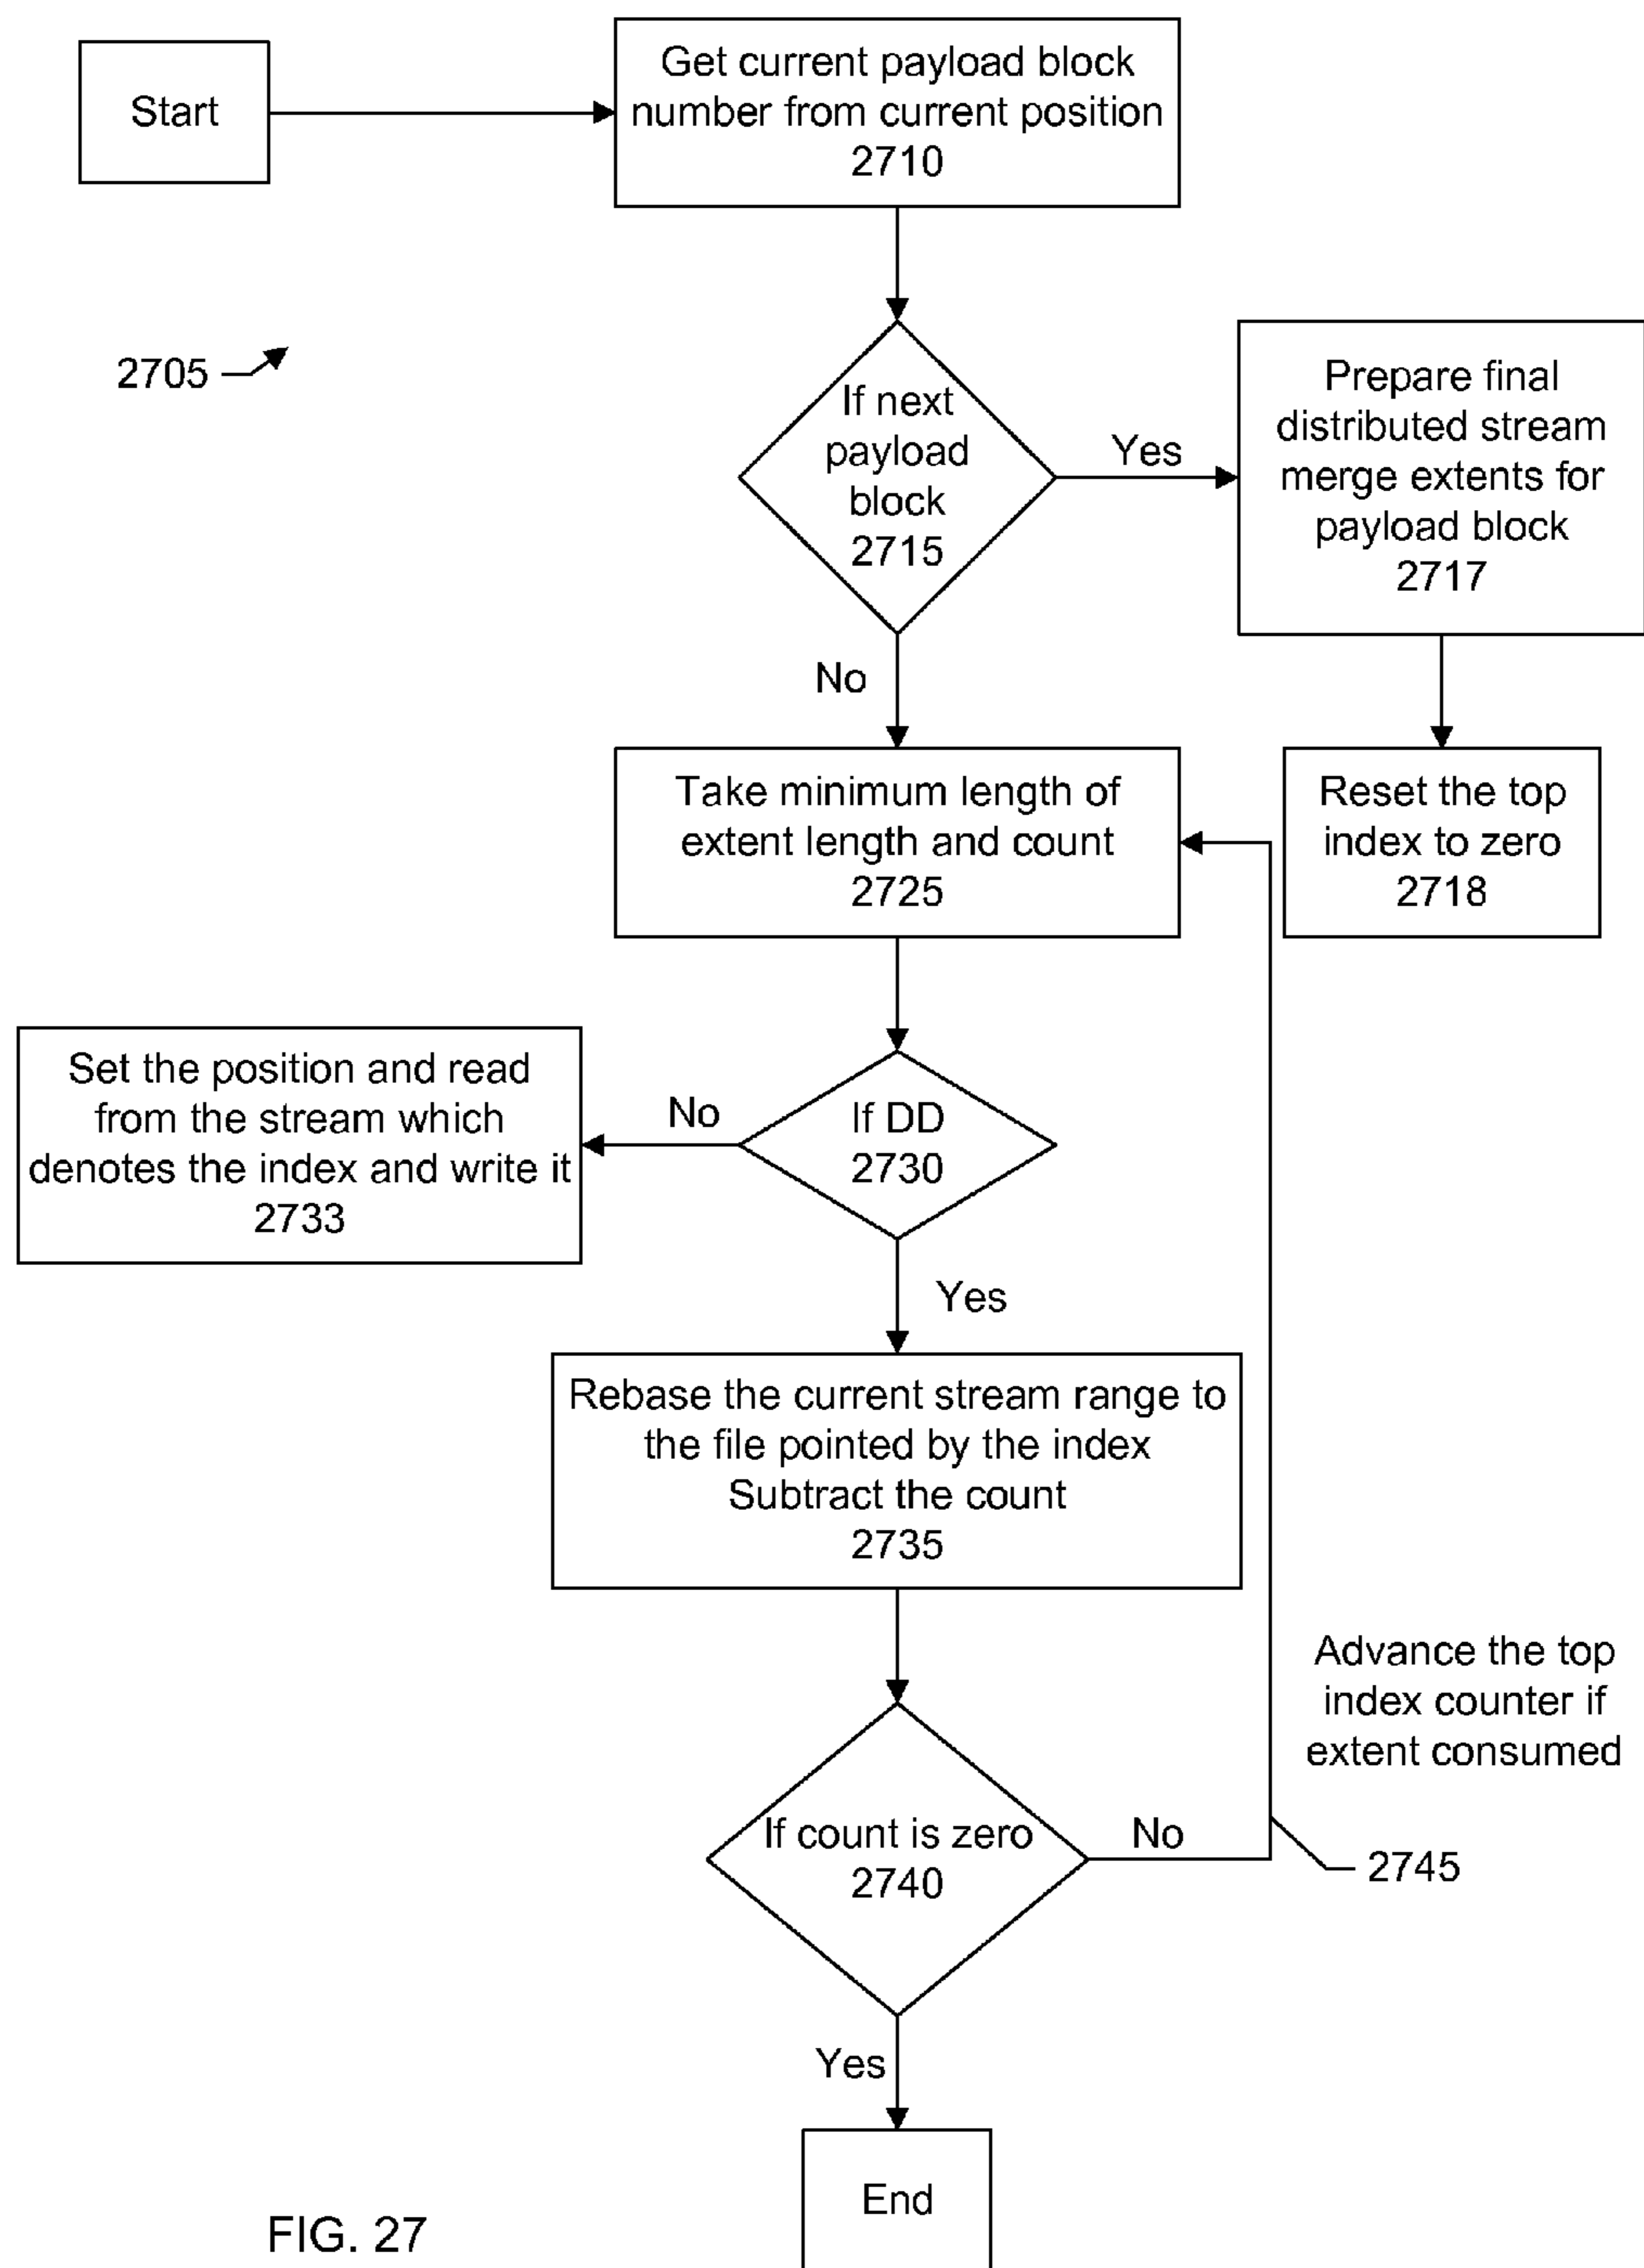 Start
Get current payload block
number from current position
2710
2705
If next
payload
block
2715
Yes
Prepare final
distributed stream
merge extents for
payload block
2717
No
Take minimum length of
extent length and count
2725
Reset the top
index to zero
2718
Set the position and read
from the stream which
denotes the index and write it
2733
No
If DD
2730
Yes
Rebase the current stream range to
the file pointed by the index
Subtract the count
2735
Advance the top
index counter if
extent consumed
If count is zero
2740
No
2745
Yes
End
FIG. 27